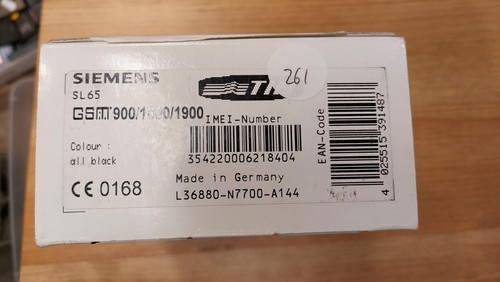 SIEMENS
SL65
GSM 900/1800/1900
Colour :
all black
CE 0168
261
IMEI-Number
354220006218404
Made in Germany
L36880-N7700-A144
EAN-Code
4 025515 391487